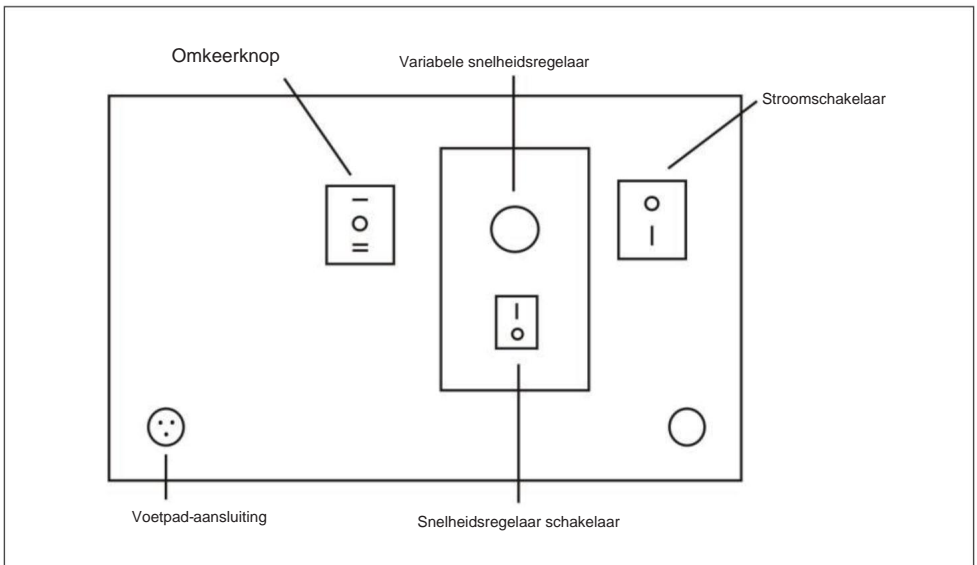 Omkeerknop
Variabele snelheidsregelaar
Stroomschakelaar
Voetpad-aansluiting
Snelheidsregelaar schakelaar